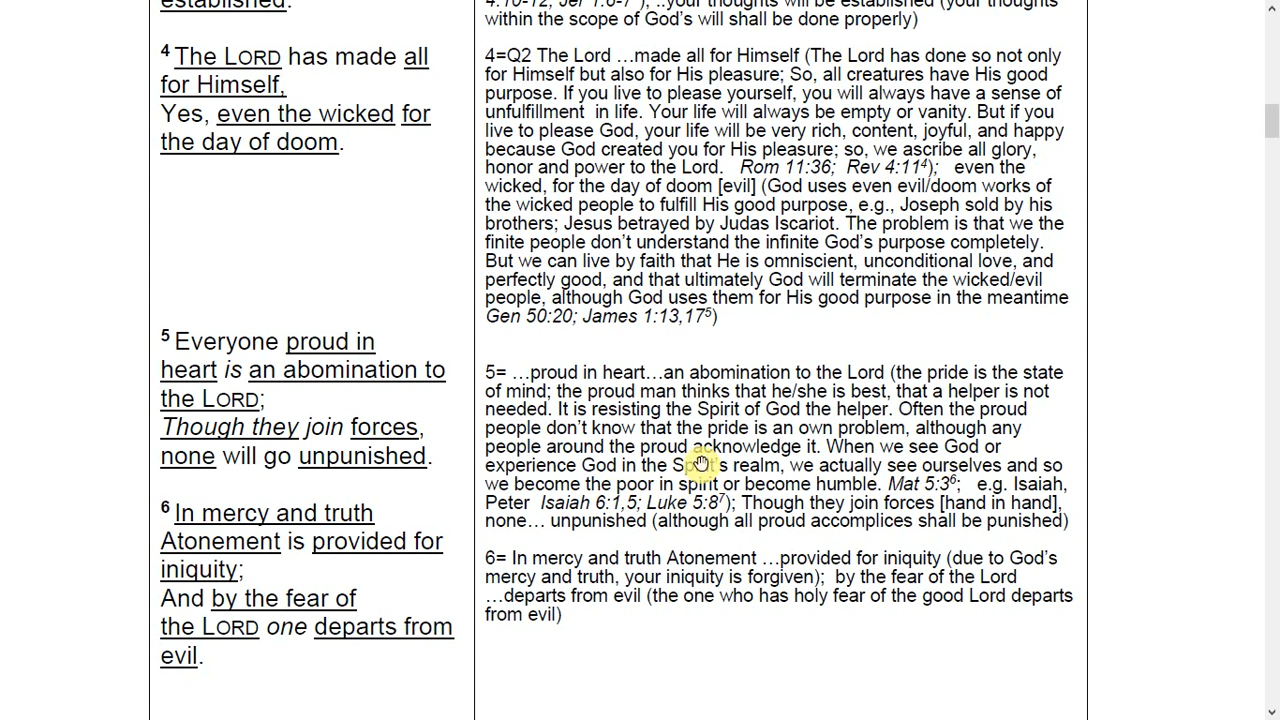 established.
4:10-12; Jer 1:6-7 ); ..your thoughts will be established (your thoughts
within the scope of God's will shall be done properly)
4 The LORD has made all
for Himself,
Yes, even the wicked for
the day of doom.
4=Q2 The Lord …made all for Himself (The Lord has done so not only
for Himself but also for His pleasure; So, all creatures have His good
purpose. If you live to please yourself, you will always have a sense of
unfulfillment in life. Your life will always be empty or vanity. But if you
live to please God, your life will be very rich, content, joyful, and happy
because God created you for His pleasure; so, we ascribe all glory,
honor and power to the Lord. Rom 11:36; Rev 4:11⁴); even the
wicked, for the day of doom [evil] (God uses even evil/doom works of
the wicked people to fulfill His good purpose, e.g., Joseph sold by his
brothers; Jesus betrayed by Judas Iscariot. The problem is that we the
finite people don't understand the infinite God's purpose completely.
But we can live by faith that He is omniscient, unconditional love, and
perfectly good, and that ultimately God will terminate the wicked/evil
people, although God uses them for His good purpose in the meantime
Gen 50:20; James 1:13,17⁵)
5 Everyone proud in
heart is an abomination to
the LORD;
Though they join forces,
none will go unpunished.
5= …proud in heart…an abomination to the Lord (the pride is the state
of mind; the proud man thinks that he/she is best, that a helper is not
needed. It is resisting the Spirit of God the helper. Often the proud
people don't know that the pride is an own problem, although any
people around the proud acknowledge it. When we see God or
experience God in the Spirit's realm, we actually see ourselves and so
we become the poor in spirit or become humble. Mat 5:3⁶; e.g. Isaiah,
Peter Isaiah 6:1,5; Luke 5:8⁷); Though they join forces [hand in hand],
none… unpunished (although all proud accomplices shall be punished)
6 In mercy and truth
Atonement is provided for
iniquity;
And by the fear of
the LORD one departs from
evil.
6= In mercy and truth Atonement …provided for iniquity (due to God's
mercy and truth, your iniquity is forgiven); by the fear of the Lord
…departs from evil (the one who has holy fear of the good Lord departs
from evil)